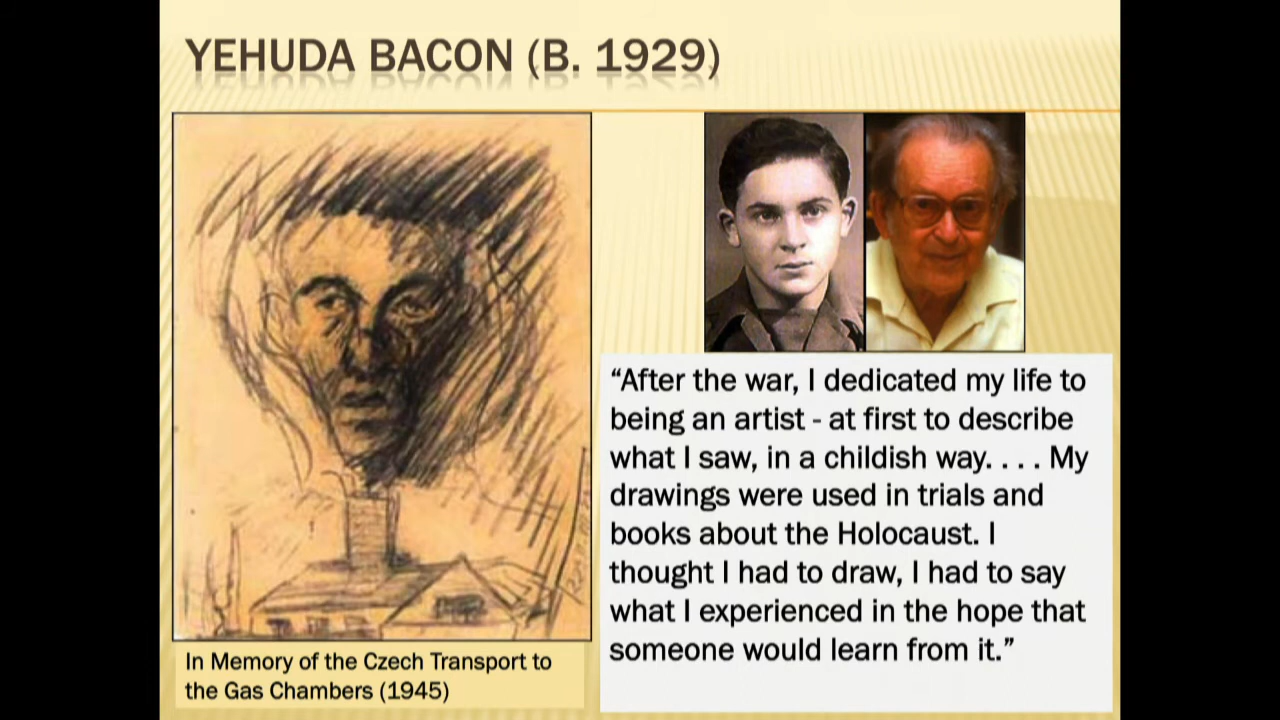 YEHUDA BACON (B. 1929)
“After the war, I dedicated my life to
being an artist - at first to describe
what I saw, in a childish way. . . . My
drawings were used in trials and
books about the Holocaust. I
thought I had to draw, I had to say
what I experienced in the hope that
someone would learn from it.”
In Memory of the Czech Transport to
the Gas Chambers (1945)